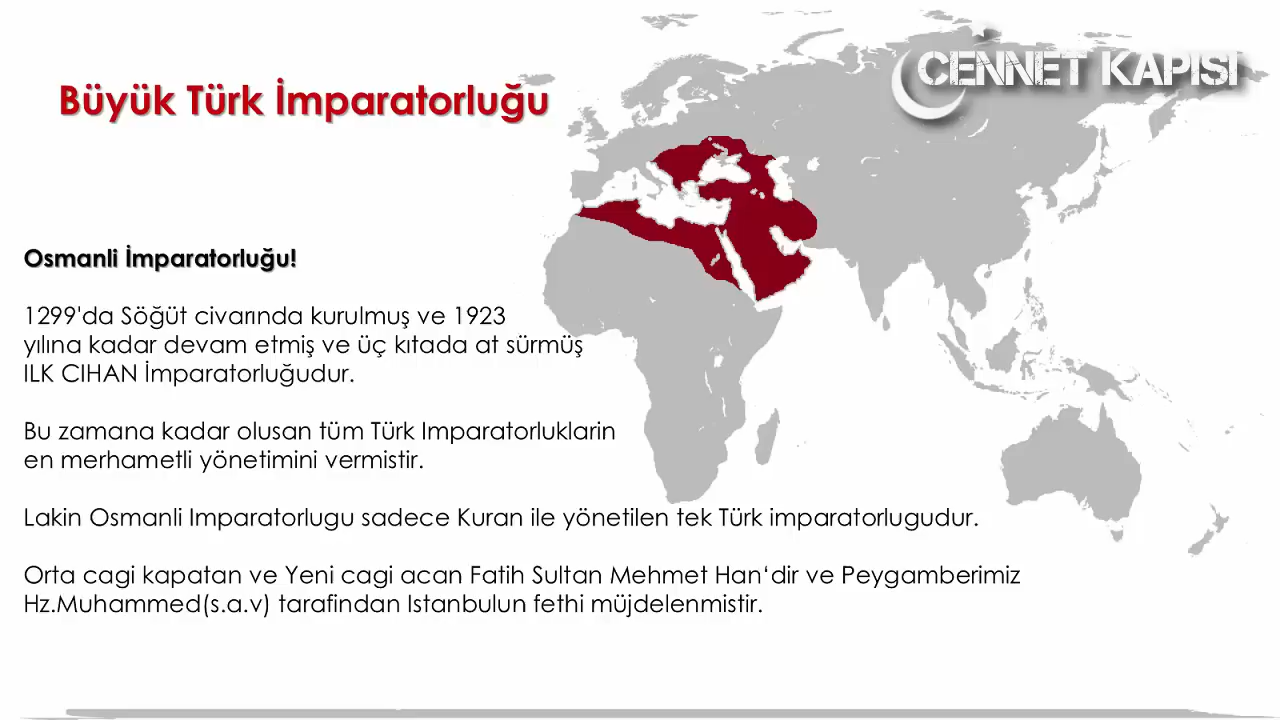 CENNET KAPISI
Büyük Türk İmparatorluğu
Osmanli İmparatorluğu!
1299'da Söğüt civarında kurulmuş ve 1923
yılına kadar devam etmiş ve üç kıtada at sürmüş
ILK CIHAN İmparatorluğudur.
Bu zamana kadar olusan tüm Türk Imparatorluklarin
en merhametli yönetimini vermistir.
Lakin Osmanli Imparatorlugu sadece Kuran ile yönetilen tek Türk imparatorlugudur.
Orta cagi kapatan ve Yeni cagi acan Fatih Sultan Mehmet Han‘dir ve Peygamberimiz
Hz.Muhammed(s.a.v) tarafindan Istanbulun fethi müjdelenmistir.